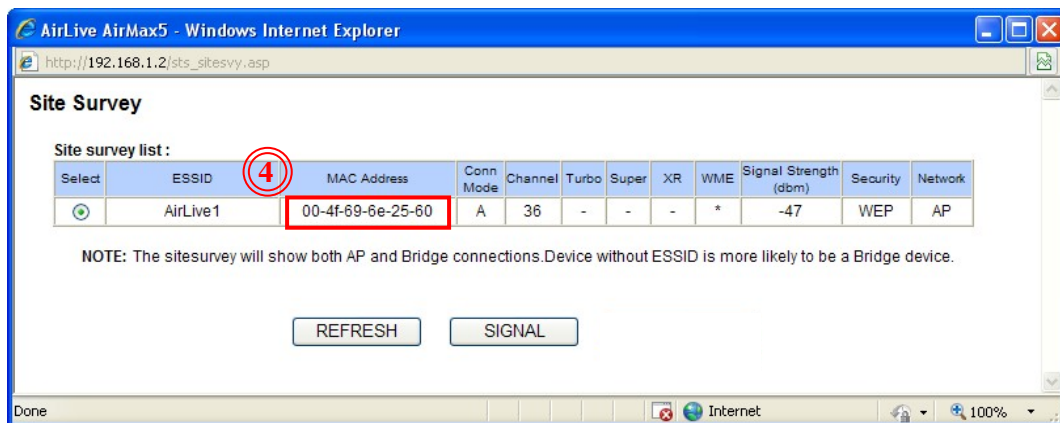 AirLive AirMax5 - Windows Internet Explorer
http://192.168.1.2/sts_sitesvy.asp
Site Survey
Site survey list :
4
Select ESSID MAC Address Conn Mode Channel Turbo Super XR WME Signal Strength (dbm) Security Network
AirLive1 00-4f-69-6e-25-60 A 36 - - - * -47 WEP AP
NOTE: The sitesurvey will show both AP and Bridge connections.Device without ESSID is more likely to be a Bridge device.
REFRESH SIGNAL
Done Internet 100%